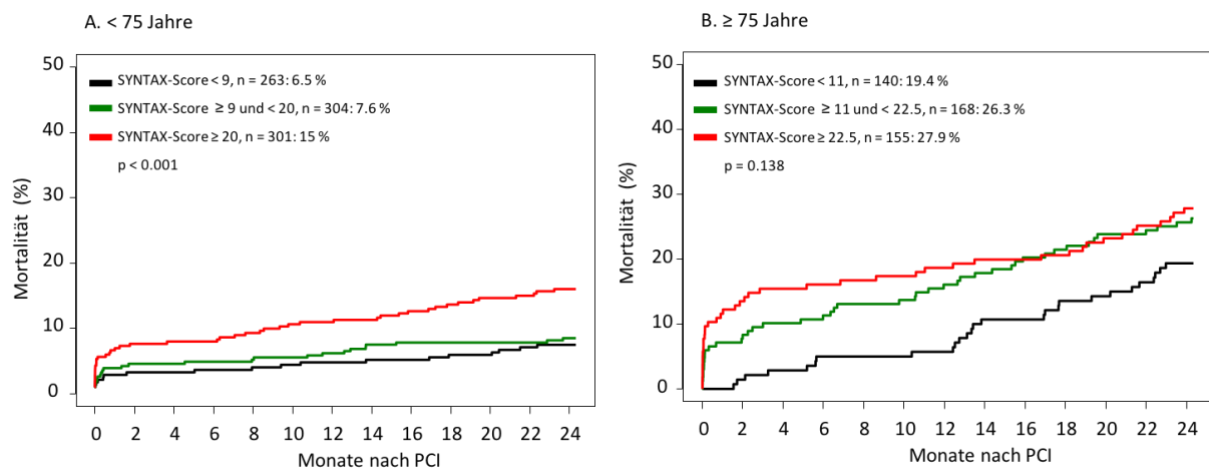 A. < 75 Jahre
50
40
30
20
10
0
Mortalität (%)
SYNTAX-Score < 9, n = 263: 6.5 %
SYNTAX-Score ≥ 9 und < 20, n = 304: 7.6 %
SYNTAX-Score ≥ 20, n = 301: 15 %
p < 0.001
0 2 4 6 8 10 12 14 16 18 20 22 24
Monate nach PCI
B. ≥ 75 Jahre
50
40
30
20
10
0
Mortalität (%)
SYNTAX-Score < 11, n = 140: 19.4 %
SYNTAX-Score ≥ 11 und < 22.5, n = 168: 26.3 %
SYNTAX-Score ≥ 22.5, n = 155: 27.9 %
p = 0.138
0 2 4 6 8 10 12 14 16 18 20 22 24
Monate nach PCI